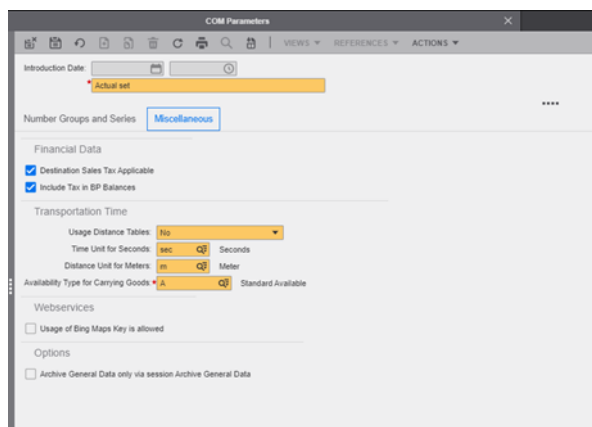 COM Parameters
VIEWS REFERENCES ACTIONS
Introduction Date:
* Actual set
Number Groups and Series Miscellaneous
Financial Data
Destination Sales Tax Applicable
Include Tax in BP Balances
Transportation Time
Usage Distance Tables: No
Time Unit for Seconds: sec Seconds
Distance Unit for Meters: m Meter
Availability Type for Carrying Goods: * A Standard Available
Webservices
Usage of Bing Maps Key is allowed
Options
Archive General Data only via session Archive General Data